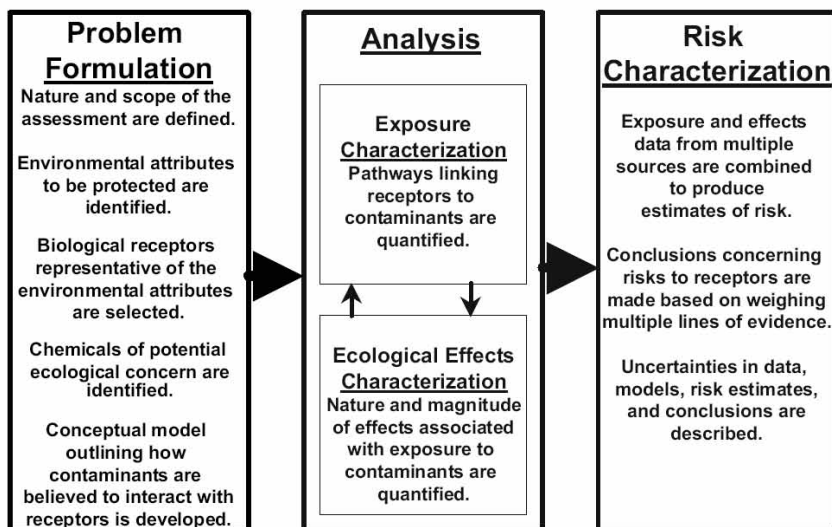 Problem
Formulation
Nature and scope of the
assessment are defined.
Environmental attributes
to be protected are
identified.
Biological receptors
representative of the
environmental attributes
are selected.
Chemicals of potential
ecological concern are
identified.
Conceptual model
outlining how
contaminants are
believed to interact with
receptors is developed.
Analysis
Exposure
Characterization
Pathways linking
receptors to
contaminants are
quantified.
Ecological Effects
Characterization
Nature and magnitude
of effects associated
with exposure to
contaminants are
quantified.
Risk
Characterization
Exposure and effects
data from multiple
sources are combined
to produce
estimates of risk.
Conclusions concerning
risks to receptors are
made based on weighing
multiple lines of evidence.
Uncertainties in data,
models, risk estimates,
and conclusions are
described.